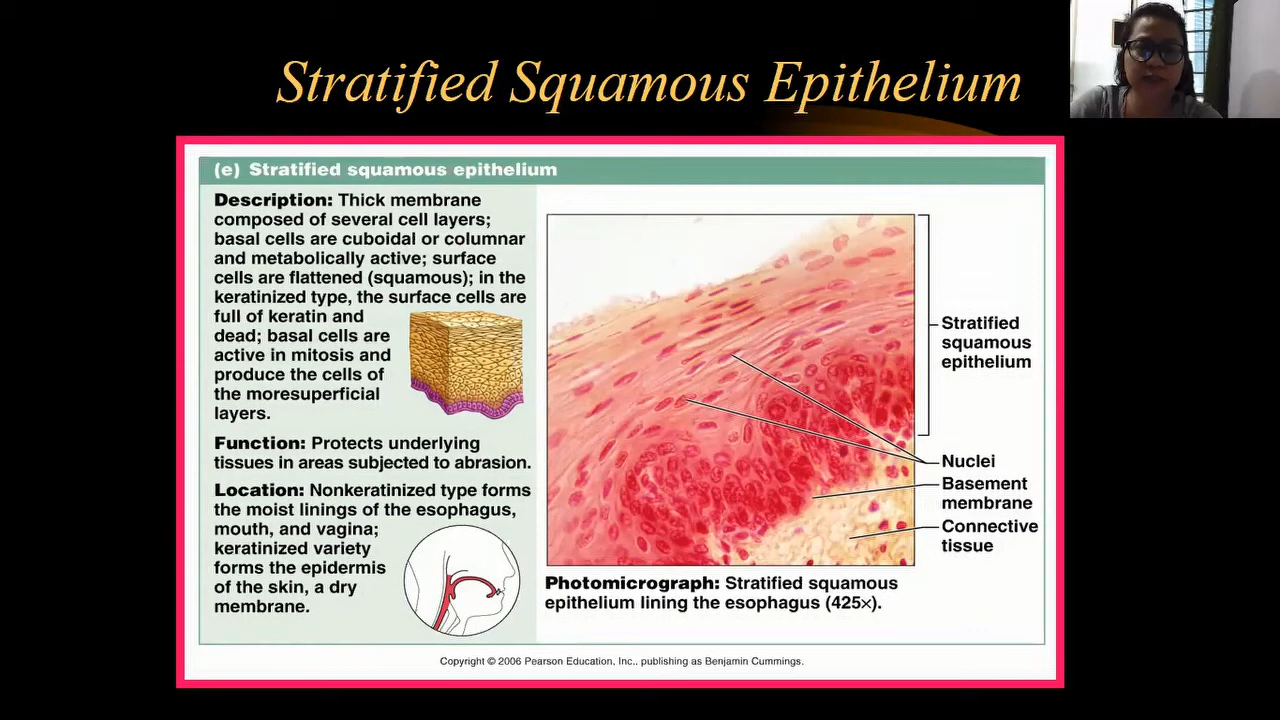 Stratified Squamous Epithelium
(e) Stratified squamous epithelium
Description: Thick membrane
composed of several cell layers;
basal cells are cuboidal or columnar
and metabolically active; surface
cells are flattened (squamous); in the
keratinized type, the surface cells are
full of keratin and
dead; basal cells are
active in mitosis and
produce the cells of
the moresuperficial
layers.
Function: Protects underlying
tissues in areas subjected to abrasion.
Location: Nonkeratinized type forms
the moist linings of the esophagus,
mouth, and vagina;
keratinized variety
forms the epidermis
of the skin, a dry
membrane.
Stratified
squamous
epithelium
Nuclei
Basement
membrane
Connective
tissue
Photomicrograph: Stratified squamous
epithelium lining the esophagus (425×).
Copyright © 2006 Pearson Education, Inc., publishing as Benjamin Cummings.